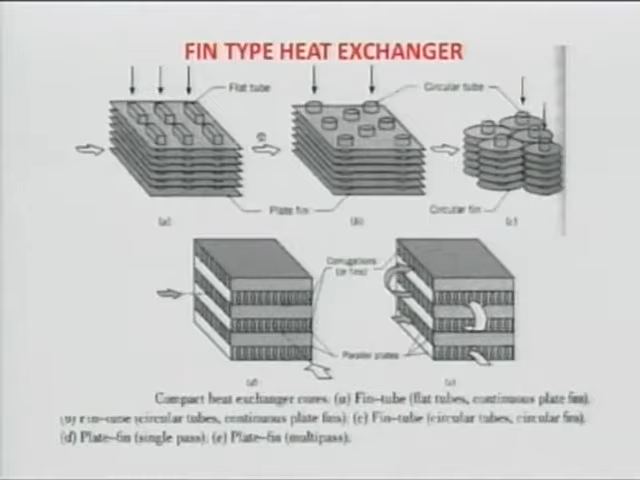 FIN TYPE HEAT EXCHANGER
Flat tube
Circular tube
Plate fin
Circular fin
(a)
(b)
(c)
Corrugations
(or fins)
Parallel plates
(d)
(e)
Compact heat exchanger cores. (a) Fin–tube (flat tubes, continuous plate fins).
(b) Fin–tube (circular tubes, continuous plate fins). (c) Fin–tube (circular tubes, circular fins).
(d) Plate–fin (single pass). (e) Plate–fin (multipass).